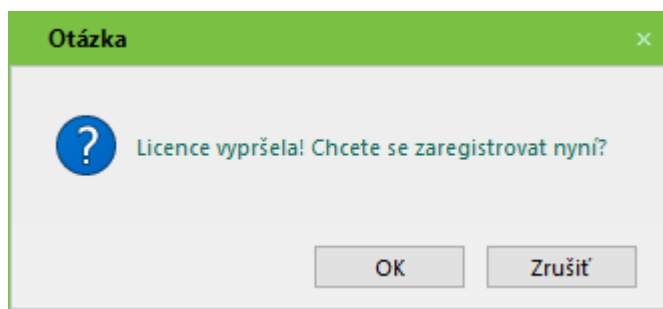 Otázka
Licence vypršela! Chcete se zaregistrovat nyní?
OK
Zrušiť